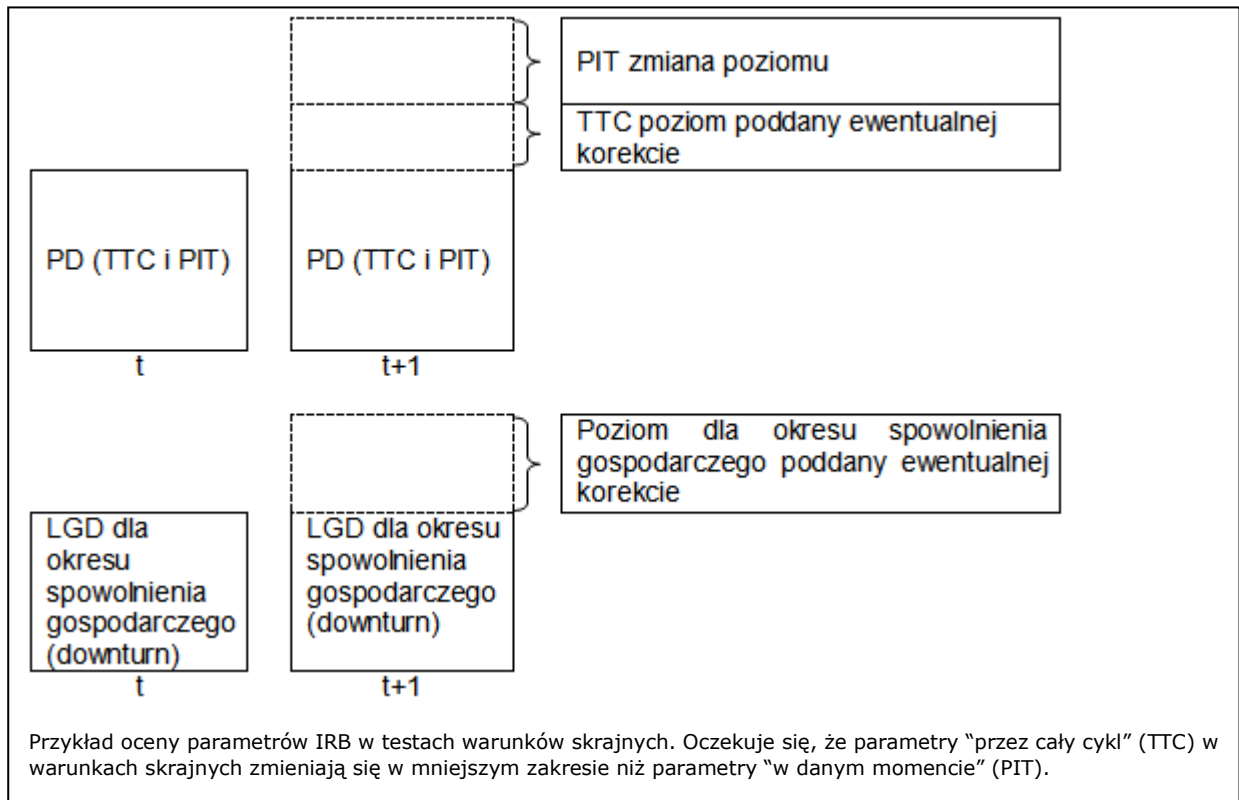 PIT zmiana poziomu
TTC poziom poddany ewentualnej
korekcie
PD (TTC i PIT)
PD (TTC i PIT)
t
t+1
Poziom dla okresu spowolnienia
gospodarczego poddany ewentualnej
korekcie
LGD dla
okresu
spowolnienia
gospodarczego
(downturn)
LGD dla okresu
spowolnienia
gospodarczego
(downturn)
t
t+1
Przykład oceny parametrów IRB w testach warunków skrajnych. Oczekuje się, że parametry “przez cały cykl” (TTC) w
warunkach skrajnych zmieniają się w mniejszym zakresie niż parametry “w danym momencie” (PIT).